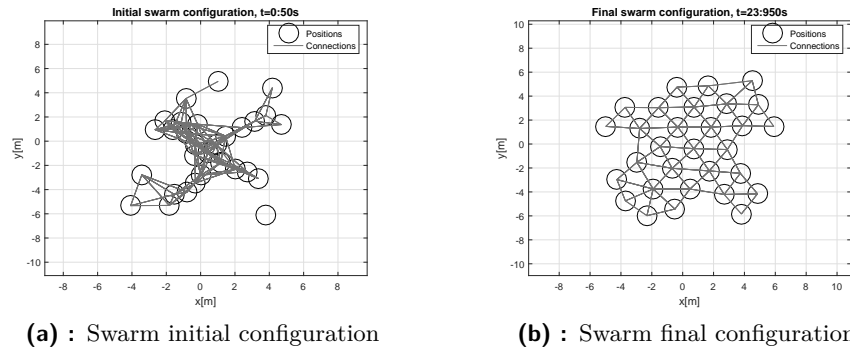 Initial swarm configuration, t=0:50s
Positions
Connections
8
6
4
2
0
-2
-4
-6
-8
-10
y[m]
-8 -6 -4 -2 0 2 4 6 8
x[m]
(a) : Swarm initial configuration
Final swarm configuration, t=23:950s
Positions
Connections
10
8
6
4
2
0
-2
-4
-6
-8
-10
y[m]
-8 -6 -4 -2 0 2 4 6 8 10
x[m]
(b) : Swarm final configuration